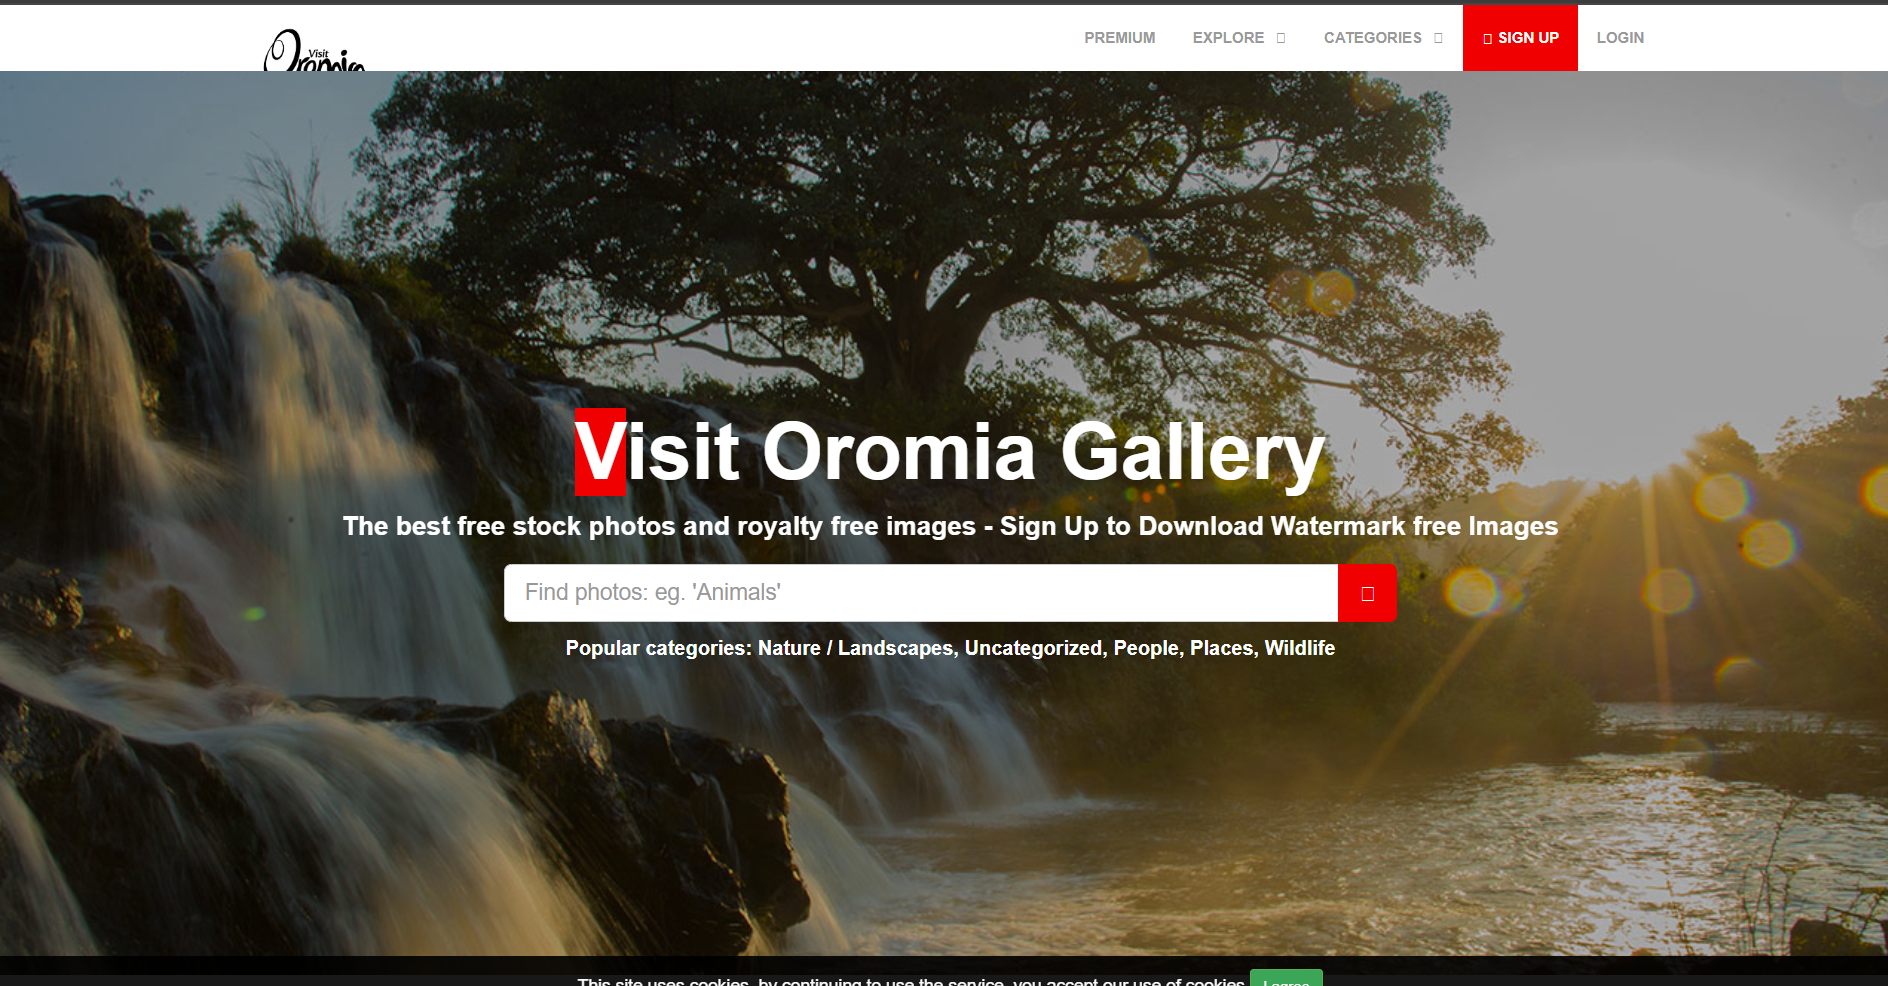 Visit
Oromia
PREMIUM EXPLORE CATEGORIES SIGN UP LOGIN
Visit Oromia Gallery
The best free stock photos and royalty free images - Sign Up to Download Watermark free Images
Find photos: eg. 'Animals'
Popular categories: Nature / Landscapes, Uncategorized, People, Places, Wildlife
This site uses cookies, by continuing to use the service, you accept our use of cookies I agree